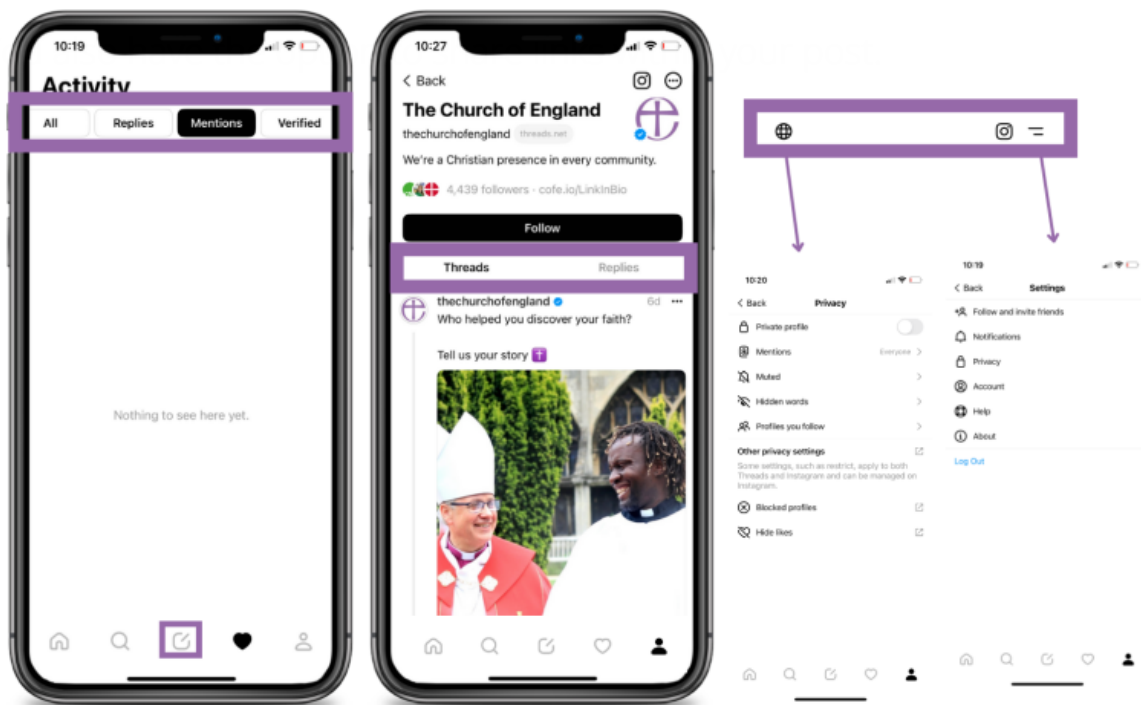 10:19
Activity
All
Replies
Mentions
Verified
Nothing to see here yet.
10:27
Back
The Church of England
thechurchofengland threads.net
We're a Christian presence in every community.
4,439 followers · cofe.io/LinkInBio
Follow
Threads
Replies
thechurchofengland 6d
Who helped you discover your faith?
Tell us your story
10:20
Back Privacy
Private profile
Mentions Everyone
Muted
Hidden words
Profiles you follow
Other privacy settings
Some settings, such as restrict, apply to both
Threads and Instagram and can be managed on
Instagram.
Blocked profiles
Hide likes
10:19
Back Settings
Follow and invite friends
Notifications
Privacy
Account
Help
About
Log Out